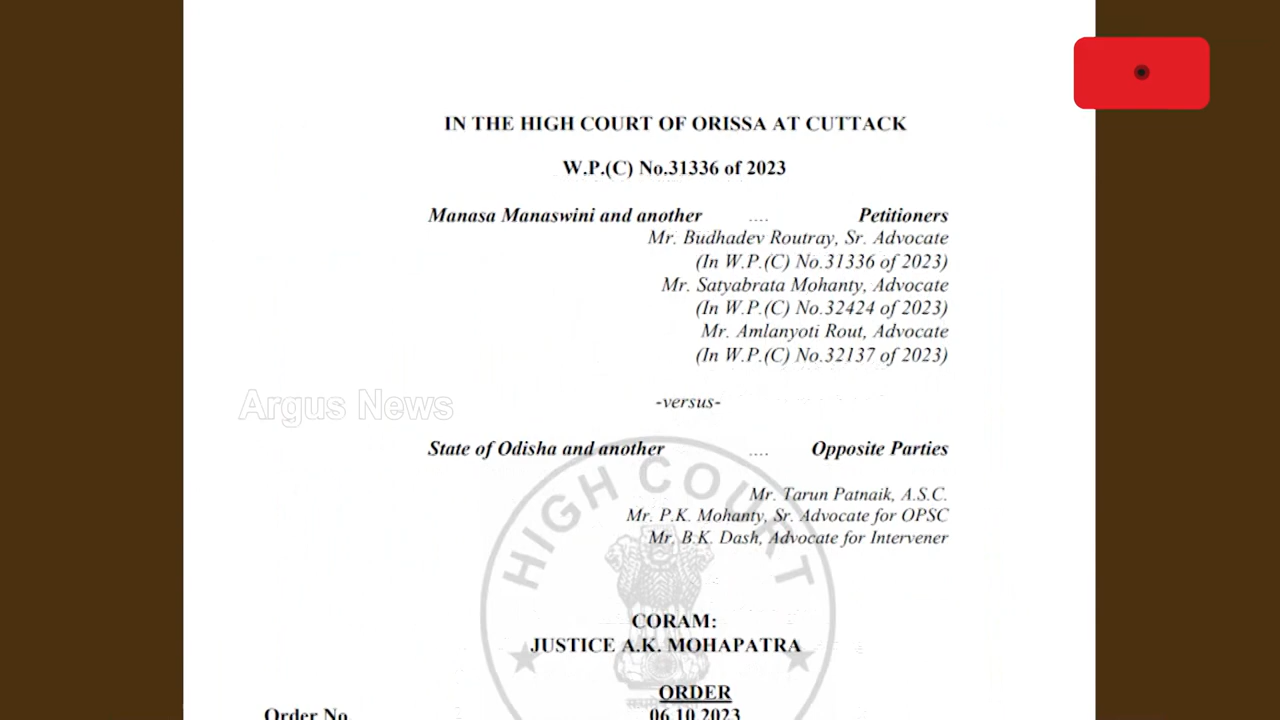 IN THE HIGH COURT OF ORISSA AT CUTTACK
W.P.(C) No.31336 of 2023
Manasa Manaswini and another .... Petitioners
Mr. Budhadev Routray, Sr. Advocate
(In W.P.(C) No.31336 of 2023)
Mr. Satyabrata Mohanty, Advocate
(In W.P.(C) No.32424 of 2023)
Mr. Amlanyoti Rout, Advocate
(In W.P.(C) No.32137 of 2023)
Argus News
-versus-
State of Odisha and another .... Opposite Parties
Mr. Tarun Patnaik, A.S.C.
Mr. P.K. Mohanty, Sr. Advocate for OPSC
Mr. B.K. Dash, Advocate for Intervener
HIGH COURT
CORAM:
JUSTICE A.K. MOHAPATRA
सत्यमेव जयते
ORDER
Order No. 06.10.2023